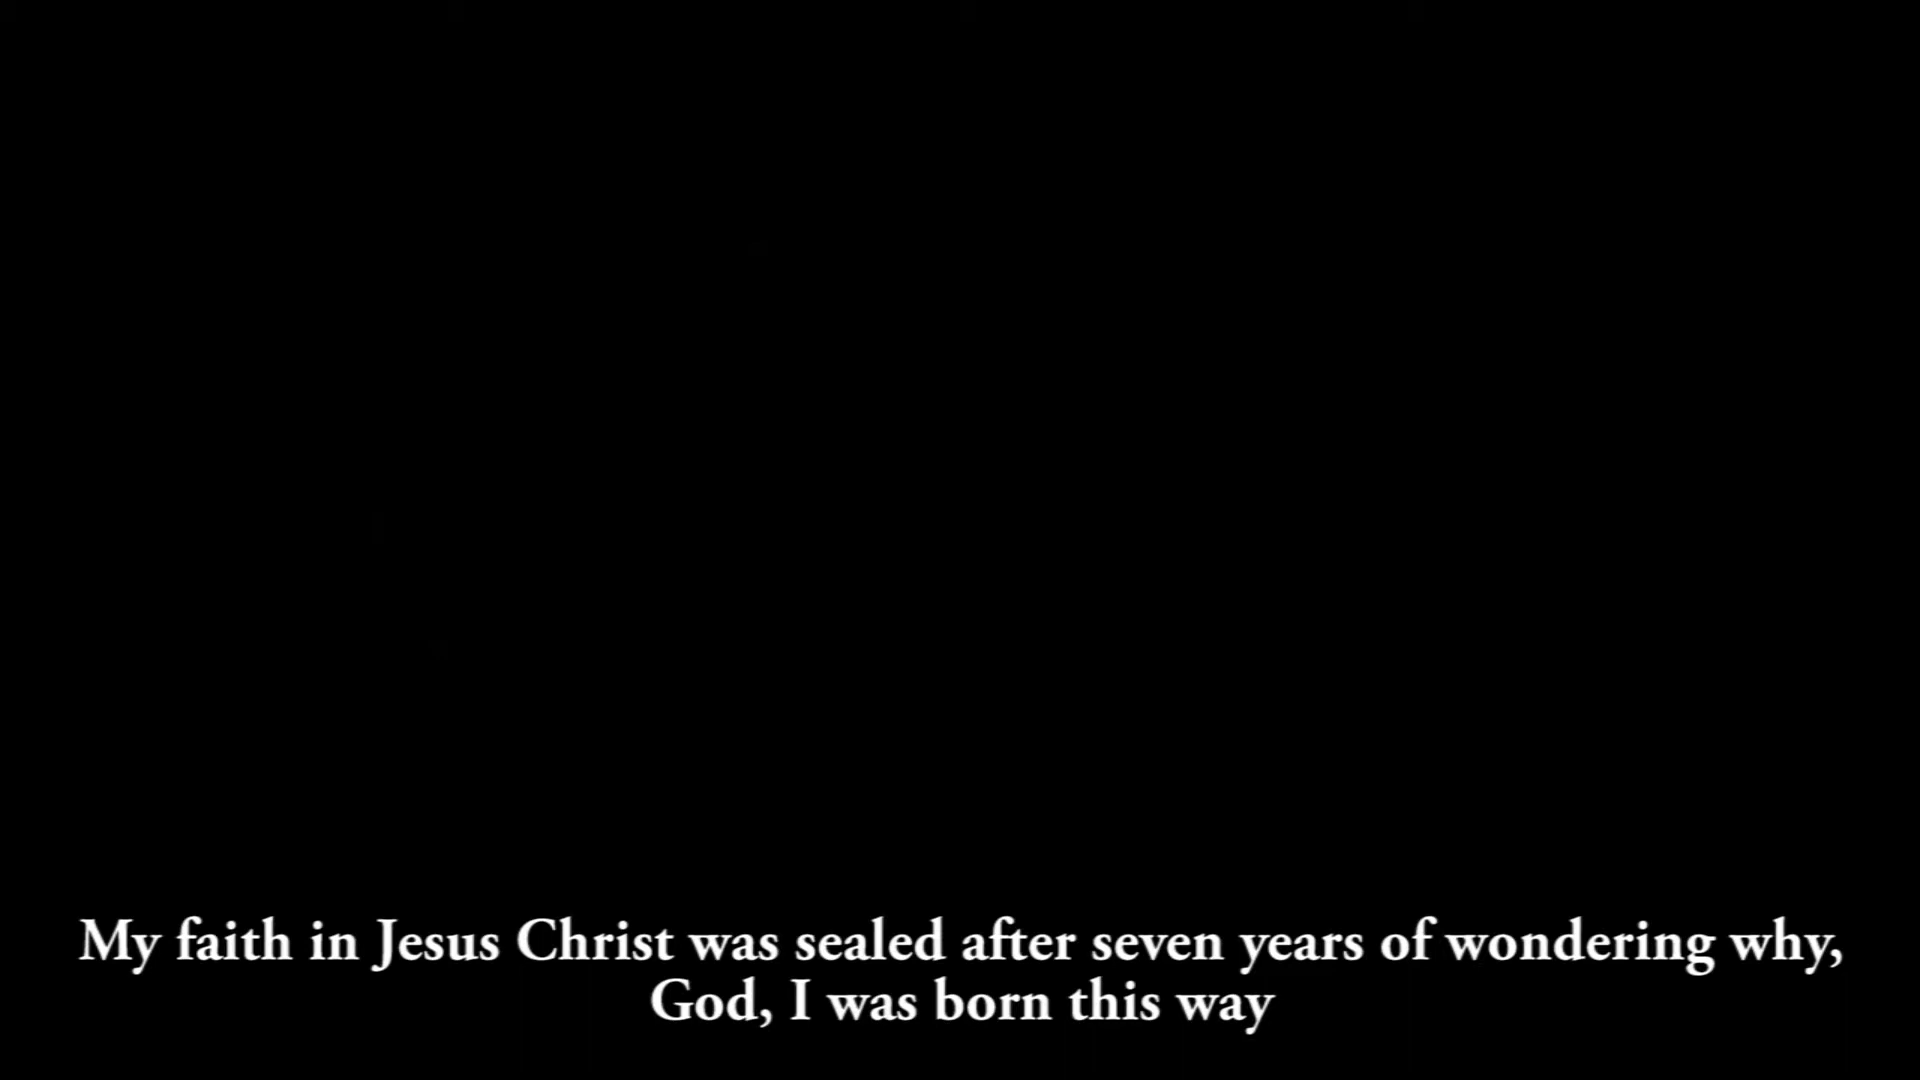 My faith in Jesus Christ was sealed after seven years of wondering why,
God, I was born this way